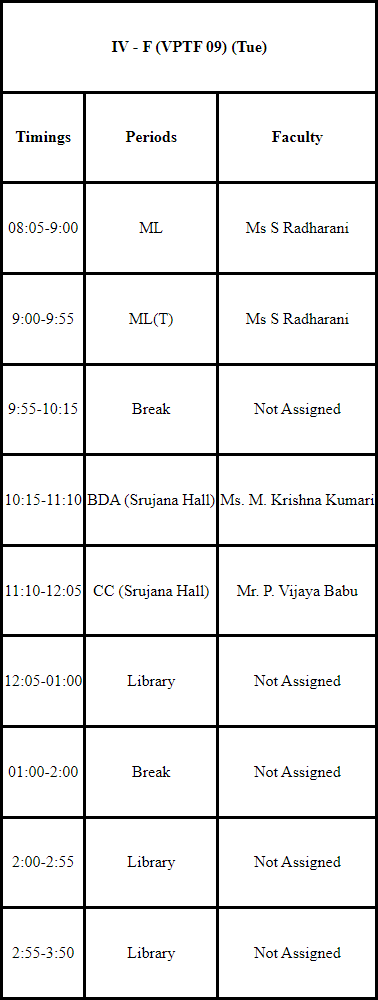 IV - F (VPTF 09) (Tue)
Timings Periods Faculty
08:05-9:00 ML Ms S Radharani
9:00-9:55 ML(T) Ms S Radharani
9:55-10:15 Break Not Assigned
10:15-11:10 BDA (Srujana Hall) Ms. M. Krishna Kumari
11:10-12:05 CC (Srujana Hall) Mr. P. Vijaya Babu
12:05-01:00 Library Not Assigned
01:00-2:00 Break Not Assigned
2:00-2:55 Library Not Assigned
2:55-3:50 Library Not Assigned